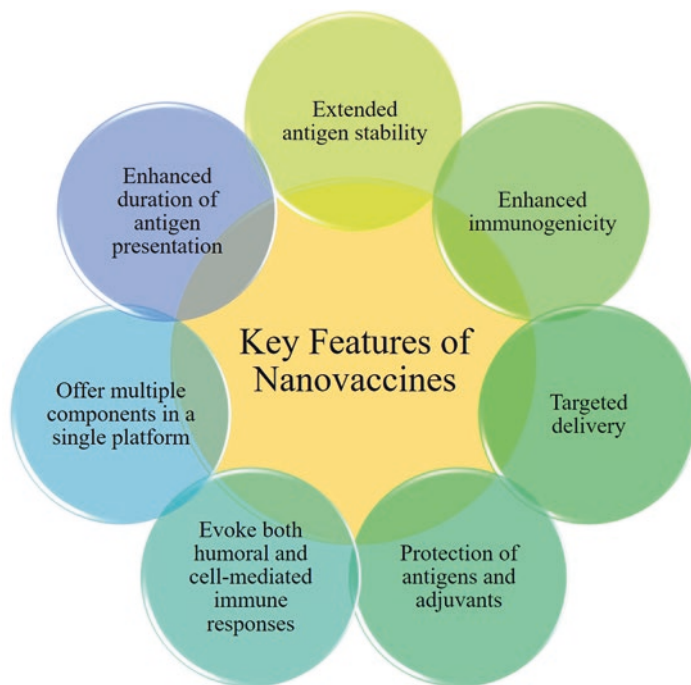 Extended
antigen stability
Enhanced
immunogenicity
Targeted
delivery
Protection of
antigens and
adjuvants
Evoke both
humoral and
cell-mediated
immune
responses
Offer multiple
components in a
single platform
Enhanced
duration of
antigen
presentation
Key Features of
Nanovaccines